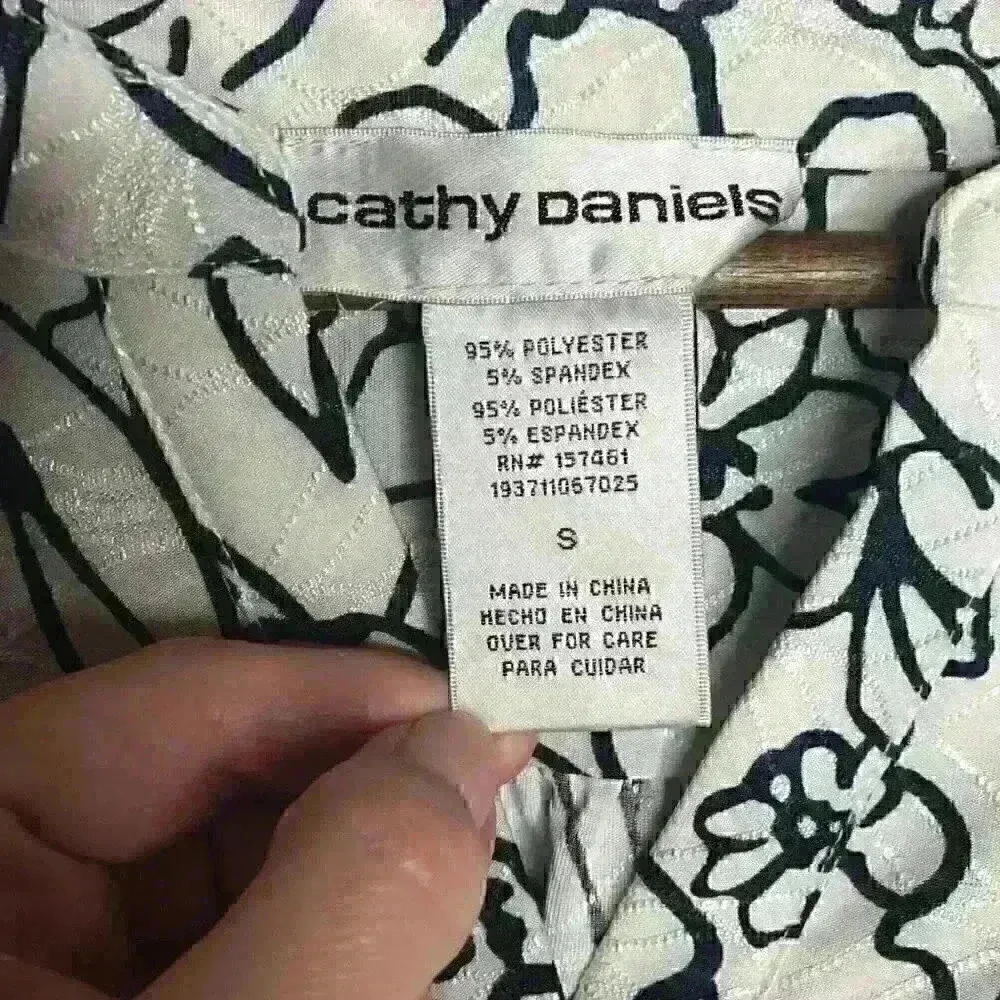 cathy Daniels
95% POLYESTER
5% SPANDEX
95% POLIÉSTER
5% ESPANDEX
RN# 157461
193711067025
S
MADE IN CHINA
HECHO EN CHINA
OVER FOR CARE
PARA CUIDAR